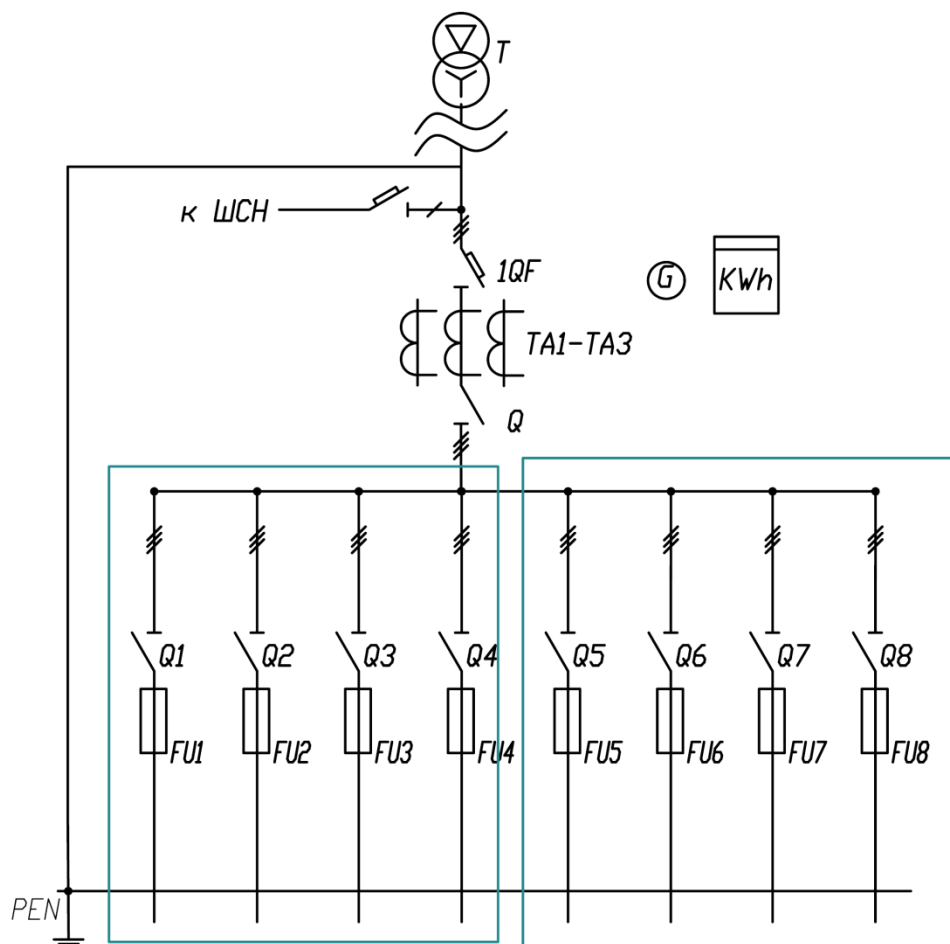 T
к ШСН
1QF
G
KWh
TA1-TA3
Q
Q1
Q2
Q3
Q4
Q5
Q6
Q7
Q8
FU1
FU2
FU3
FU4
FU5
FU6
FU7
FU8
PEN